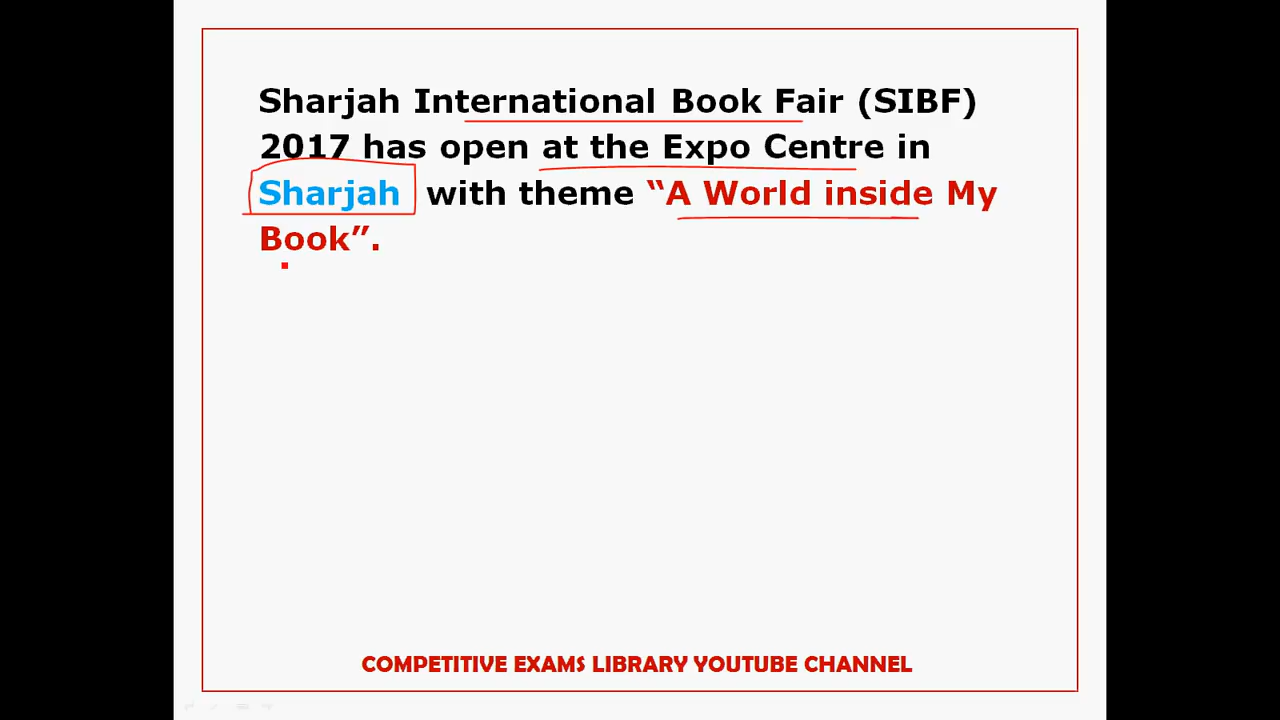 Sharjah International Book Fair (SIBF)
2017 has open at the Expo Centre in
Sharjah with theme “A World inside My
Book”.
COMPETITIVE EXAMS LIBRARY YOUTUBE CHANNEL